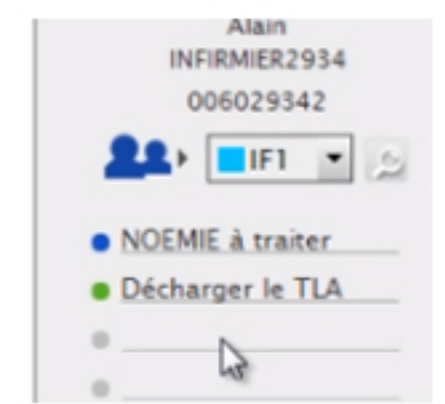 Alain
INFIRMIER2934
006029342
IF1
NOEMIE à traiter
Décharger le TLA